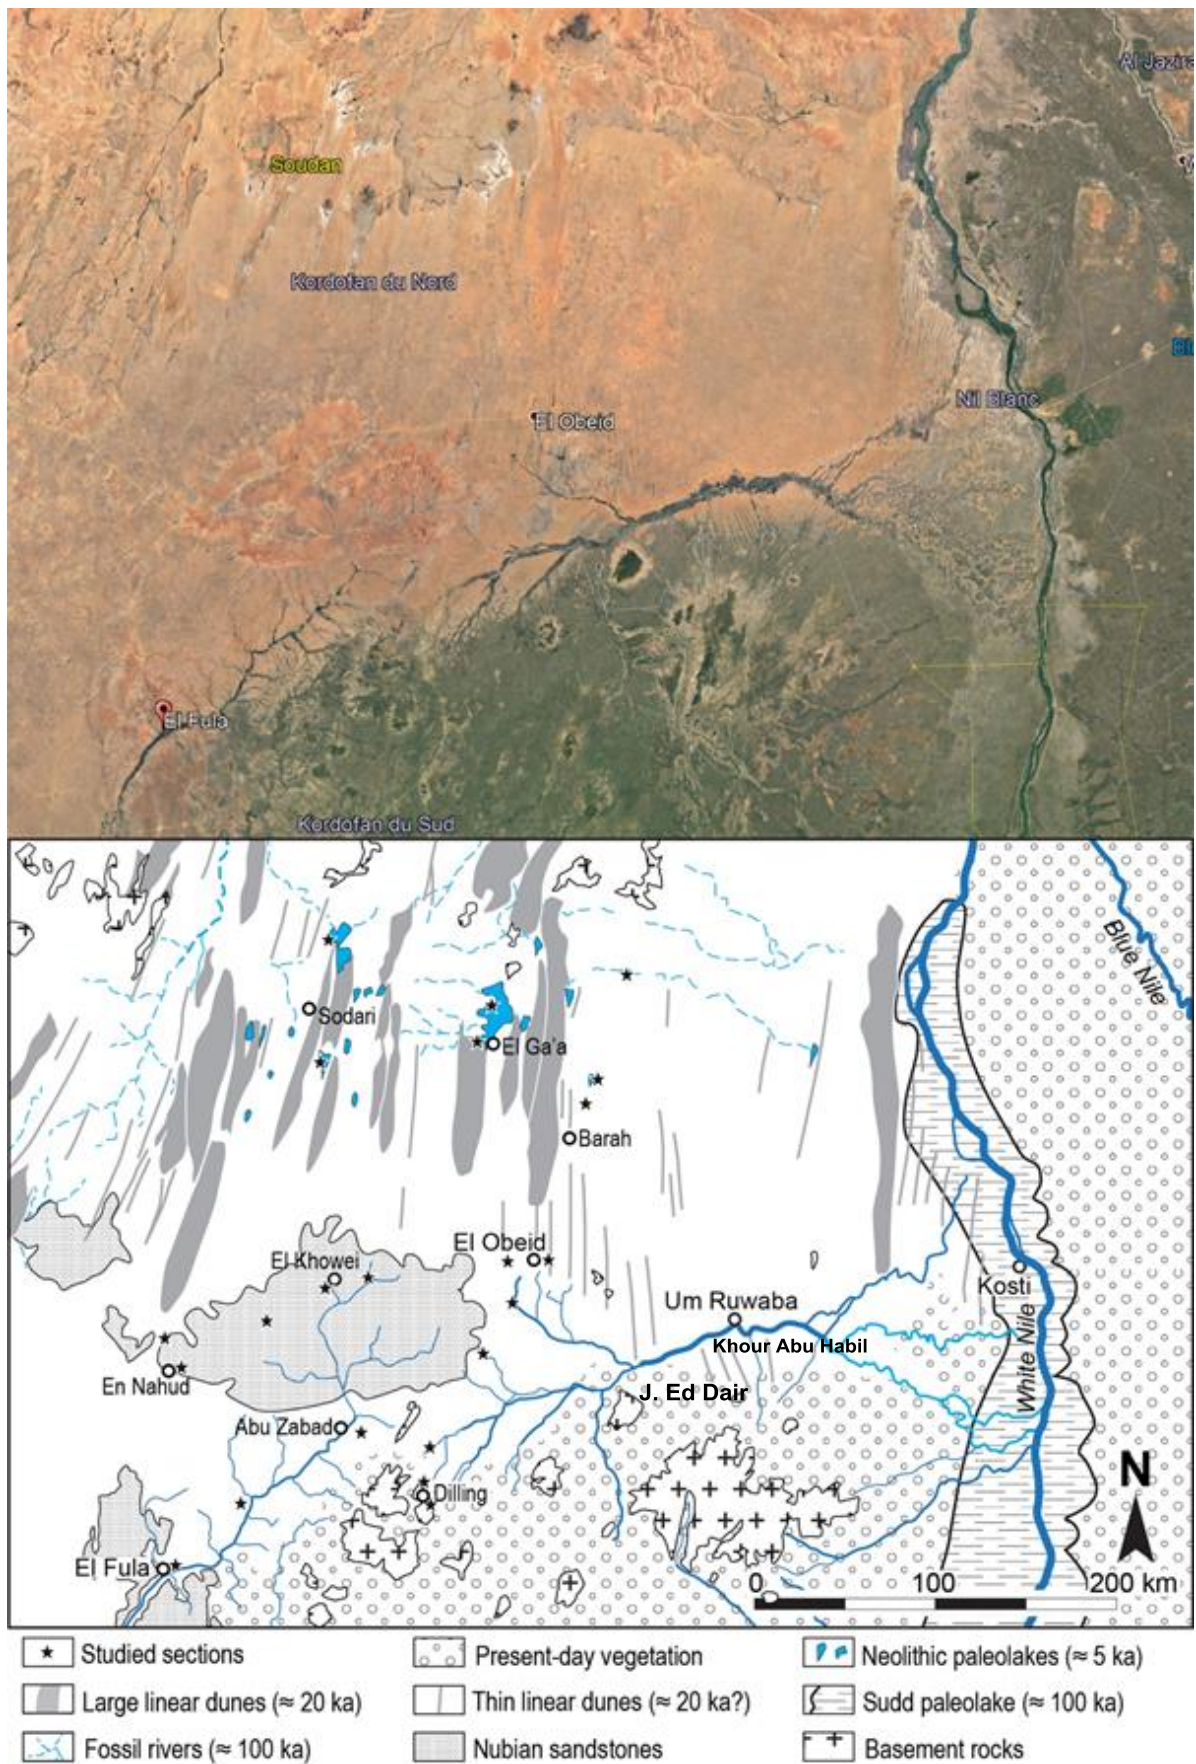 Al Jazira
Soudan
Kordofan du Nord
Nil Blanc
El Obeid
El Fula
Kordofan du Sud
Blue Nile
Sodari
El Ga'a
Barah
El Khowei
El Obeid
Kosti
Um Ruwaba
Khour Abu Habil
En Nahud
J. Ed Dair
White Nile
Abu Zabad
Dilling
El Fula
N
0 100 200 km
Studied sections
Present-day vegetation
Neolithic paleolakes (≈ 5 ka)
Large linear dunes (≈ 20 ka)
Thin linear dunes (≈ 20 ka?)
Sudd paleolake (≈ 100 ka)
Fossil rivers (≈ 100 ka)
Nubian sandstones
Basement rocks